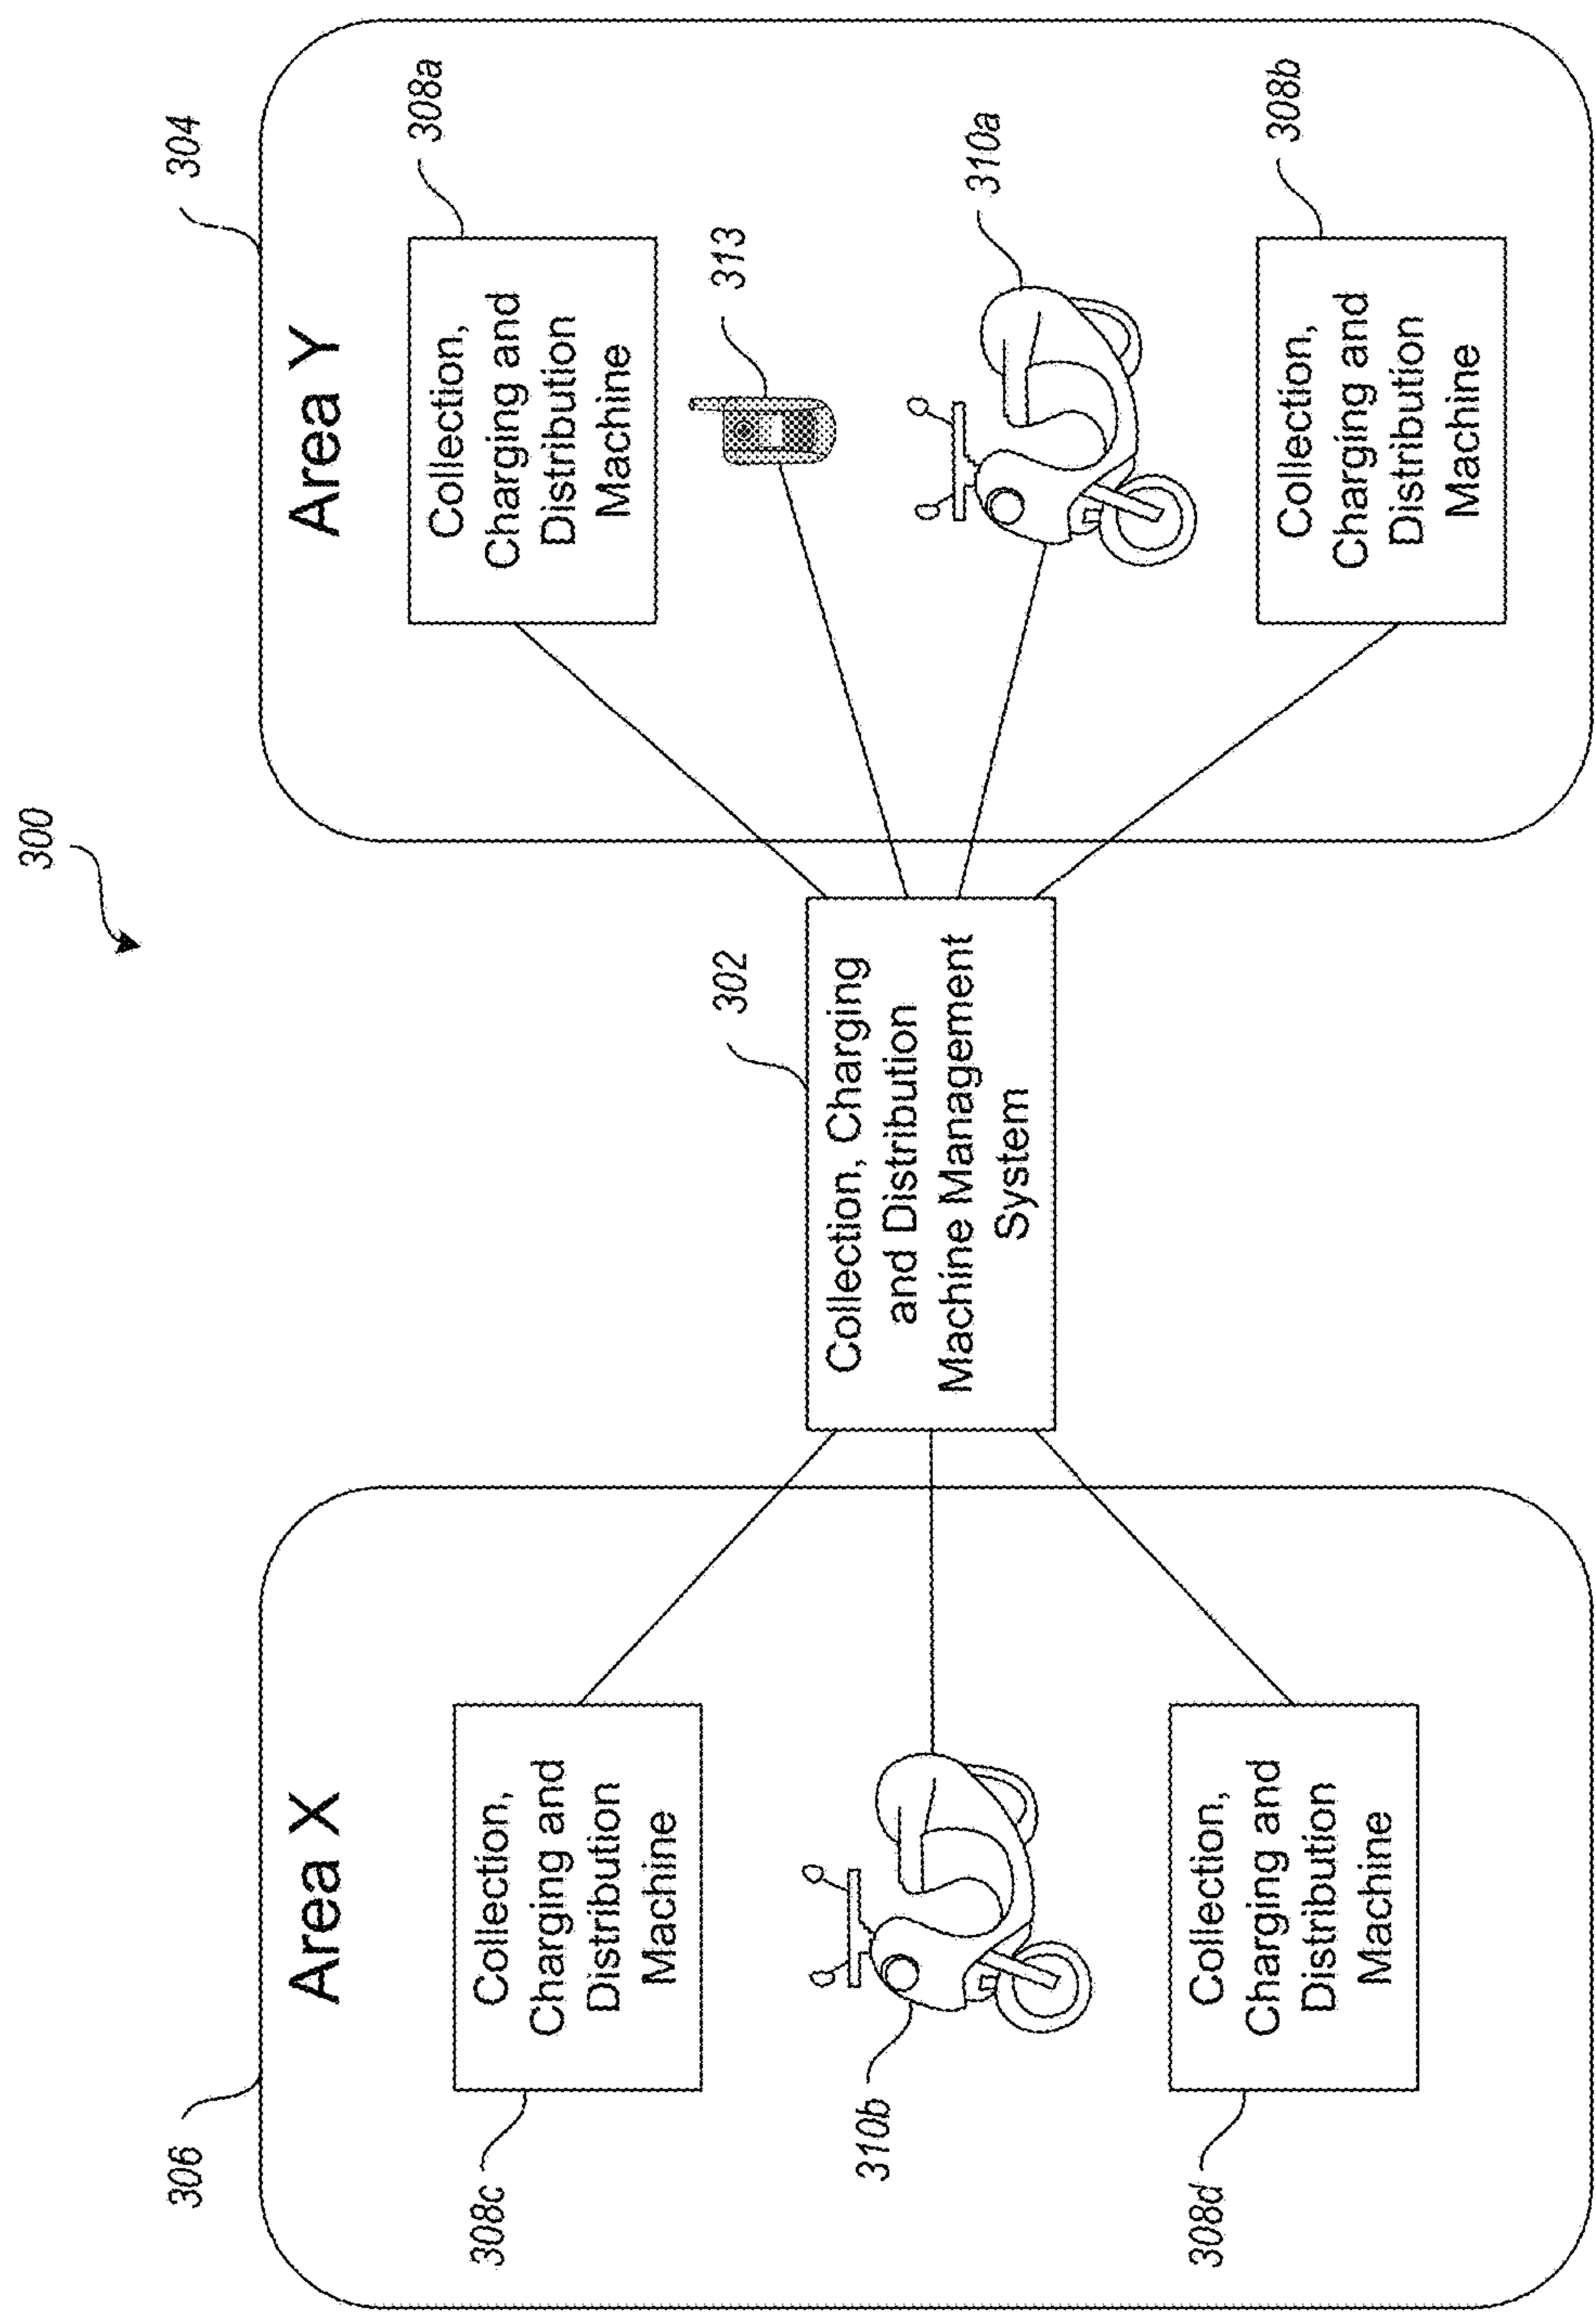 300
306
Area X
308c
Collection,
Charging and
Distribution
Machine
310b
308d
Collection,
Charging and
Distribution
Machine
302
Collection, Charging
and Distribution
Machine Management
System
304
Area Y
308a
Collection,
Charging and
Distribution
Machine
313
310a
308b
Collection,
Charging and
Distribution
Machine